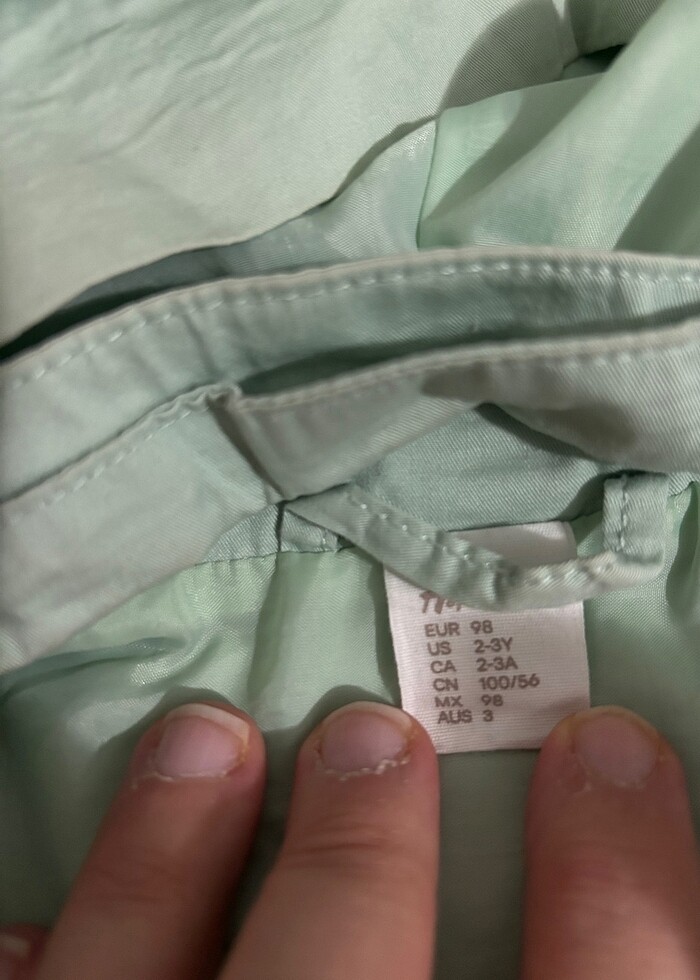 EUR 98
US 2-3Y
CA 2-3A
CN 100/56
MX 98
AUS 3